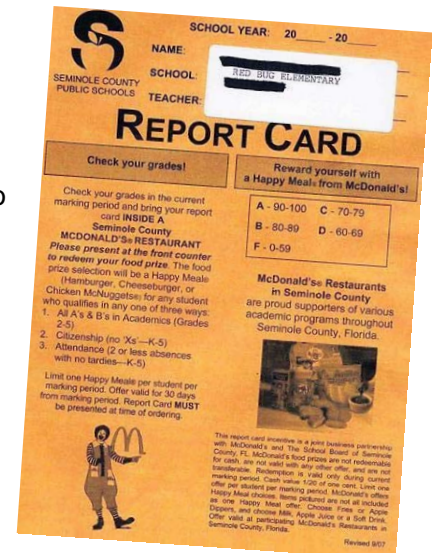 SCHOOL YEAR: 20____ - 20____
NAME:
SEMINOLE COUNTY
PUBLIC SCHOOLS
SCHOOL:
RED BUG ELEMENTARY
TEACHER:
REPORT CARD
Check your grades!
Check your grades in the current
marking period and bring your report
card INSIDE A
Seminole County
MCDONALD'S® RESTAURANT
Please present at the front counter
to redeem your food prize. The food
prize selection will be a Happy Meal®
(Hamburger, Cheeseburger, or
Chicken McNuggets® for any student
who qualifies in any one of three ways:
1. All A's & B's in Academics (Grades
2-5)
2. Citizenship (no 'Xs'—K-5)
3. Attendance (2 or less absences
with no tardies—K-5)
Limit one Happy Meal® per student per
marking period. Offer valid for 30 days
from marking period. Report Card MUST
be presented at time of ordering.
Reward yourself with
a Happy Meal® from McDonald's!
A - 90-100 C - 70-79
B - 80-89 D - 60-69
F - 0-59
McDonald's® Restaurants
in Seminole County
are proud supporters of various
academic programs throughout
Seminole County, Florida.
This report card incentive is a joint business partnership
with McDonald's and The School Board of Seminole
County, FL. McDonald's food prizes are not redeemable
for cash, are not valid with any other offer, and are not
transferable. Redemption is valid only during current
marking period. Cash value 1/20 of one cent. Limit one
offer per student per marking period. McDonald's offers
Happy Meal choices. Items pictured are not all included
as one Happy Meal offer. Choose Fries or Apple
Dippers, and choose Milk, Apple Juice or a Soft Drink.
Offer valid at participating McDonald's Restaurants in
Seminole County, Florida.
Revised 9/07